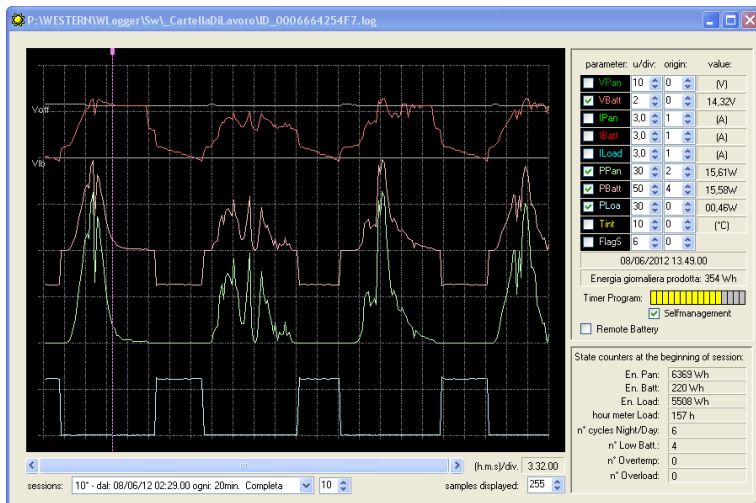 P:\WESTERN\WLogger\Sw\_CartellaDiLavoro\ID_0006664254F7.log
Voff
Vlb
parameter: u/div: origin: value:
VPan 10 0 (V)
VBatt 2 0 14,32V
IPan 3,0 1 (A)
IBatt 3,0 1 (A)
ILoad 3,0 1 (A)
PPan 30 2 15,61W
PBatt 50 4 15,58W
PLoa 30 0 00,46W
Tint 10 0 (°C)
FlagS 6 0
08/06/2012 13.49.00
Energia giornaliera prodotta: 354 Wh
Timer Program:
Selfmanagement
Remote Battery
State counters at the beginning of session:
En. Pan: 6369 Wh
En. Batt: 220 Wh
En. Load: 5508 Wh
hour meter Load: 157 h
n° cycles Night/Day: 6
n° Low Batt.: 4
n° Overtemp: 0
n° Overload: 0
(h.m.s)/div. 3.32.00
sessions: 10° - dal: 08/06/12 02:29.00 ogni: 20min. Completa 10 samples displayed: 255